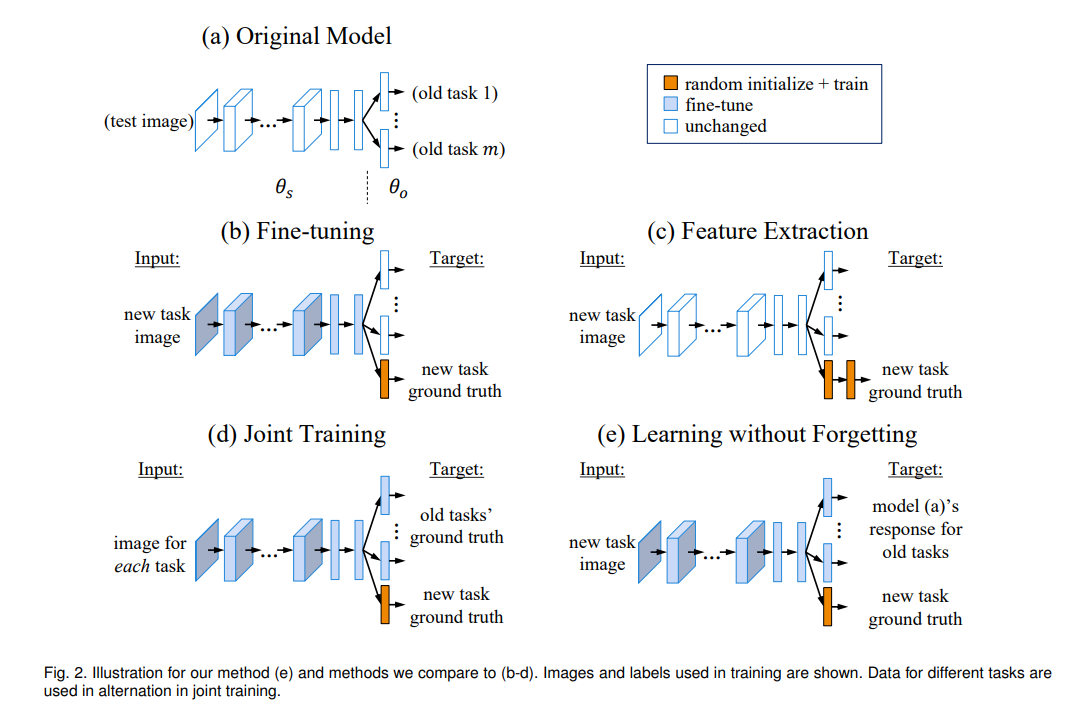 (a) Original Model
(test image)
...
(old task 1)
⋮
(old task m)
θs
θo
random initialize + train
fine-tune
unchanged
(b) Fine-tuning
Input:
Target:
new task
image
...
⋮
new task
ground truth
(c) Feature Extraction
Input:
Target:
new task
image
...
⋮
new task
ground truth
(d) Joint Training
Input:
Target:
image for
each task
...
old tasks’
⋮
ground truth
new task
ground truth
(e) Learning without Forgetting
Input:
Target:
new task
image
...
model (a)’s
⋮
response for
old tasks
new task
ground truth
Fig. 2. Illustration for our method (e) and methods we compare to (b-d). Images and labels used in training are shown. Data for different tasks are
used in alternation in joint training.